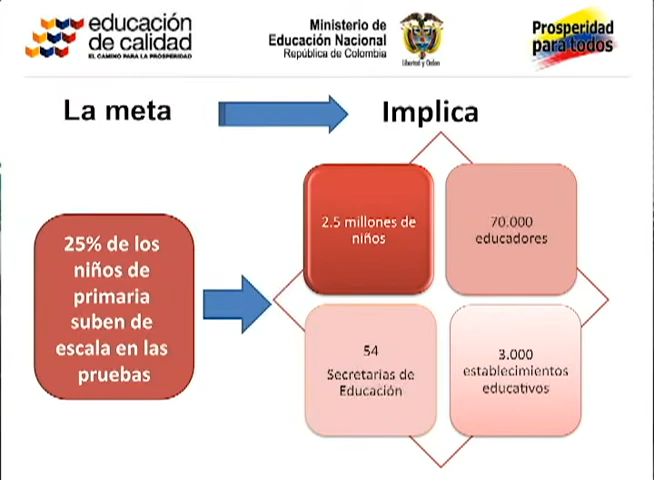 educación
de calidad
EL CAMINO PARA LA PROSPERIDAD
Ministerio de
Educación Nacional
República de Colombia
Libertad y Orden
Prosperidad
para todos
La meta
Implica
25% de los
niños de
primaria
suben de
escala en las
pruebas
2.5 millones de
niños
70.000
educadores
54
Secretarías de
Educación
3.000
establecimientos
educativos